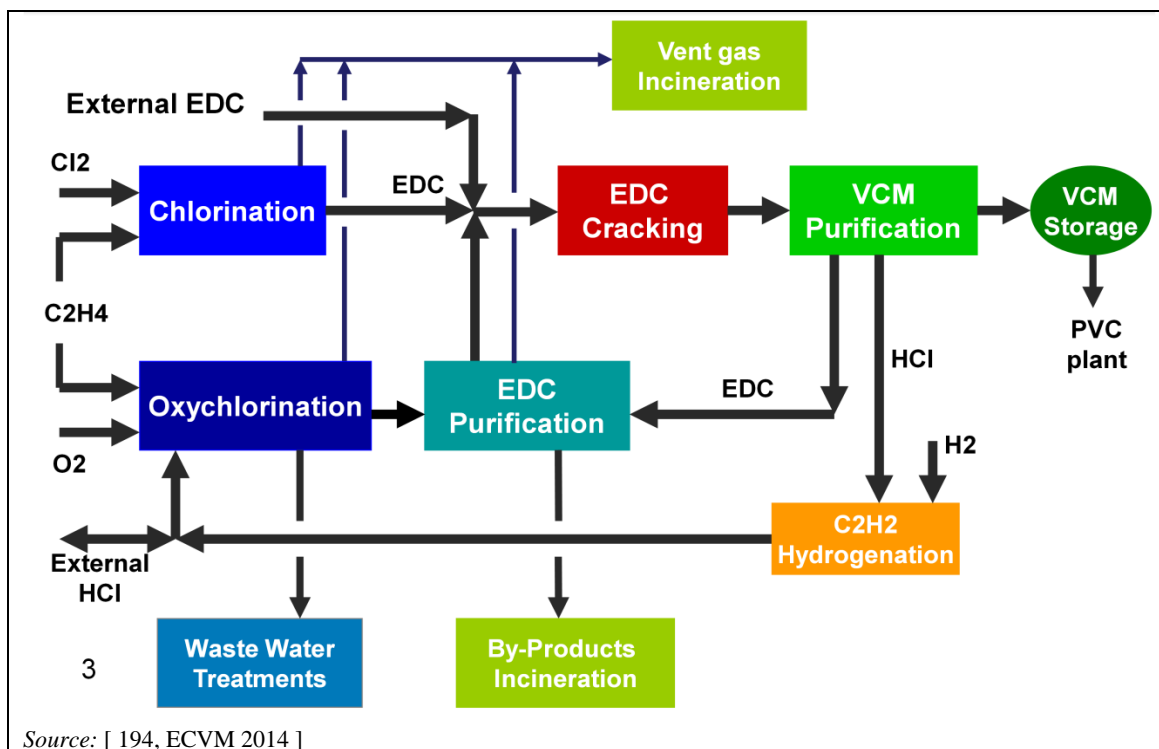 Vent gas
Incineration
External EDC
Cl2
EDC
Chlorination
EDC
Cracking
VCM
Purification
VCM
Storage
C2H4
PVC
plant
HCl
Oxychlorination
EDC
Purification
EDC
O2
H2
C2H2
Hydrogenation
External
HCl
Waste Water
Treatments
By-Products
Incineration
3
Source: [ 194, ECVM 2014 ]